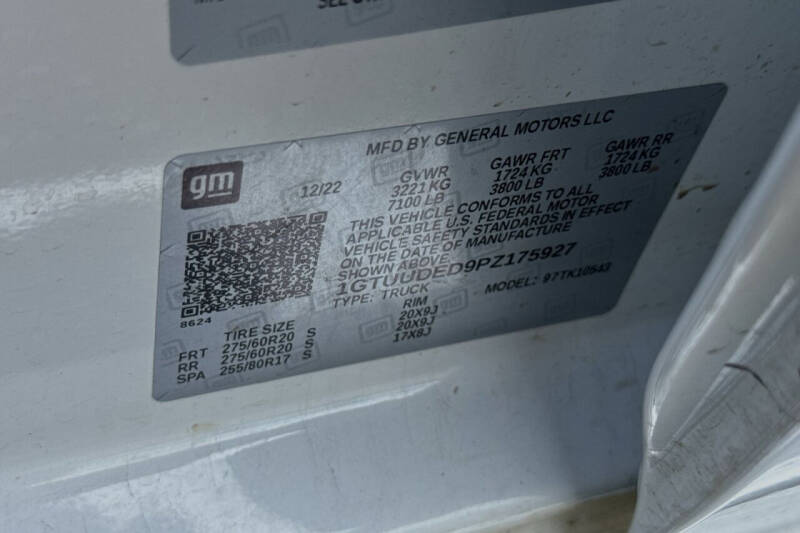 MFD BY GENERAL MOTORS LLC
gm
12/22 GVWR GAWR FRT GAWR RR
3221 KG 1724 KG 1724 KG
7100 LB 3800 LB 3800 LB
THIS VEHICLE CONFORMS TO ALL
APPLICABLE U.S. FEDERAL MOTOR
VEHICLE SAFETY STANDARDS IN EFFECT
ON THE DATE OF MANUFACTURE
SHOWN ABOVE.
1GTUUDED9PZ175927
TYPE: TRUCK MODEL: 97TK10543
8624
TIRE SIZE RIM
FRT 275/60R20 S 20X9J
RR 275/60R20 S 20X9J
SPA 255/80R17 S 17X8J